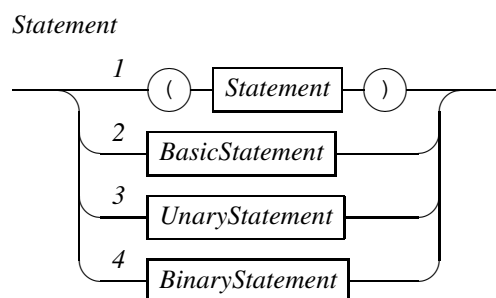 Statement
1 ( Statement )
2 BasicStatement
3 UnaryStatement
4 BinaryStatement